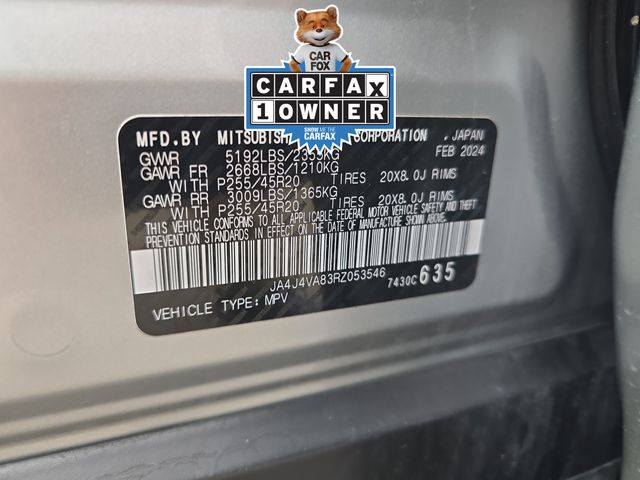 CAR
FOX
CARFAX
1 OWNER
SHOW ME THE
CARFAX
MFD.BY MITSUBISH CORPORATION , JAPAN
GVWR 5192LBS/2355KG FEB 2024
GAWR FR 2668LBS/1210KG
WITH P255/45R20 TIRES 20X8.0J RIMS
GAWR RR 3009LBS/1365KG
WITH P255/45R20 TIRES 20X8.0J RIMS
THIS VEHICLE CONFORMS TO ALL APPLICABLE FEDERAL MOTOR VEHICLE SAFETY AND THEFT
PREVENTION STANDARDS IN EFFECT ON THE DATE OF MANUFACTURE SHOWN ABOVE.
JA4J4VA83RZ053546 7430C 635
VEHICLE TYPE: MPV